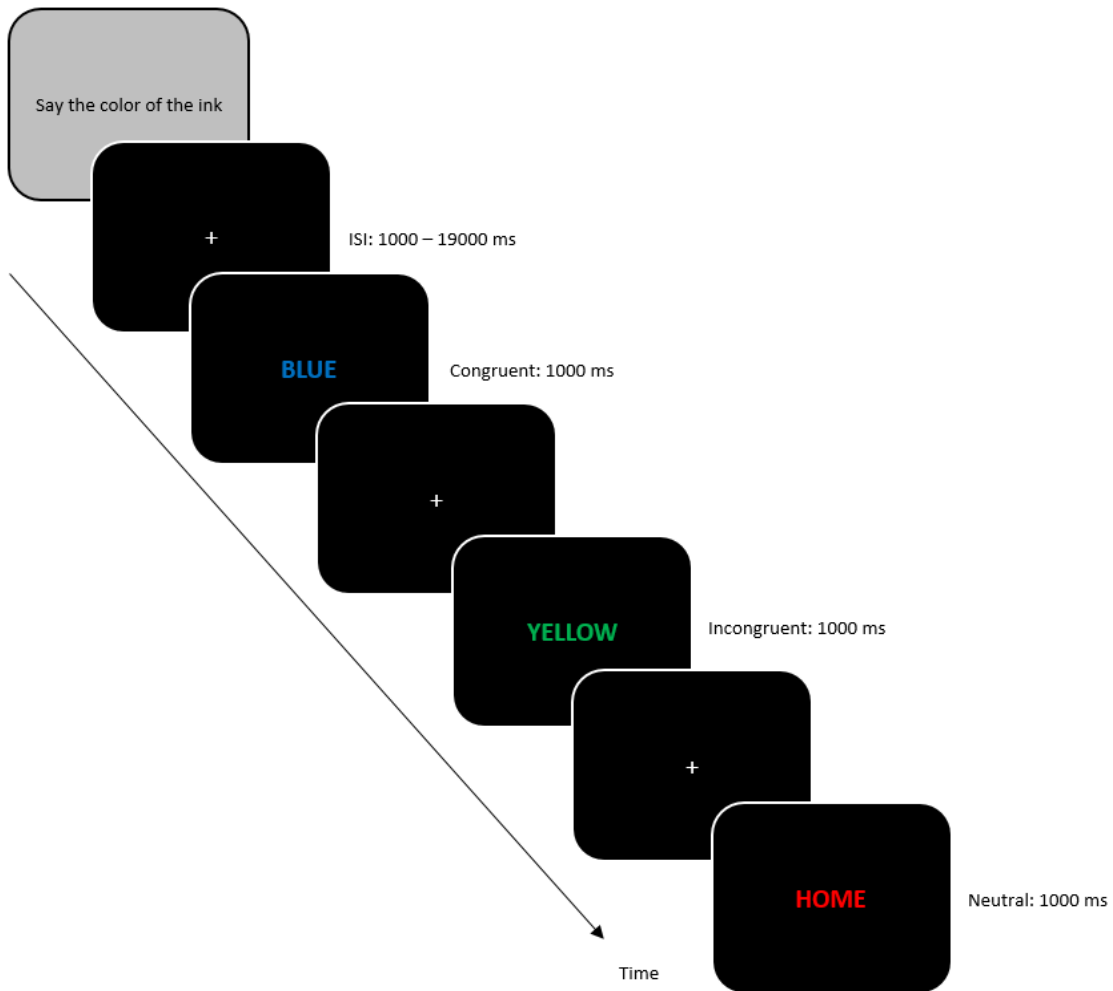 Say the color of the ink
+
ISI: 1000 – 19000 ms
BLUE
Congruent: 1000 ms
+
YELLOW
Incongruent: 1000 ms
+
HOME
Neutral: 1000 ms
Time